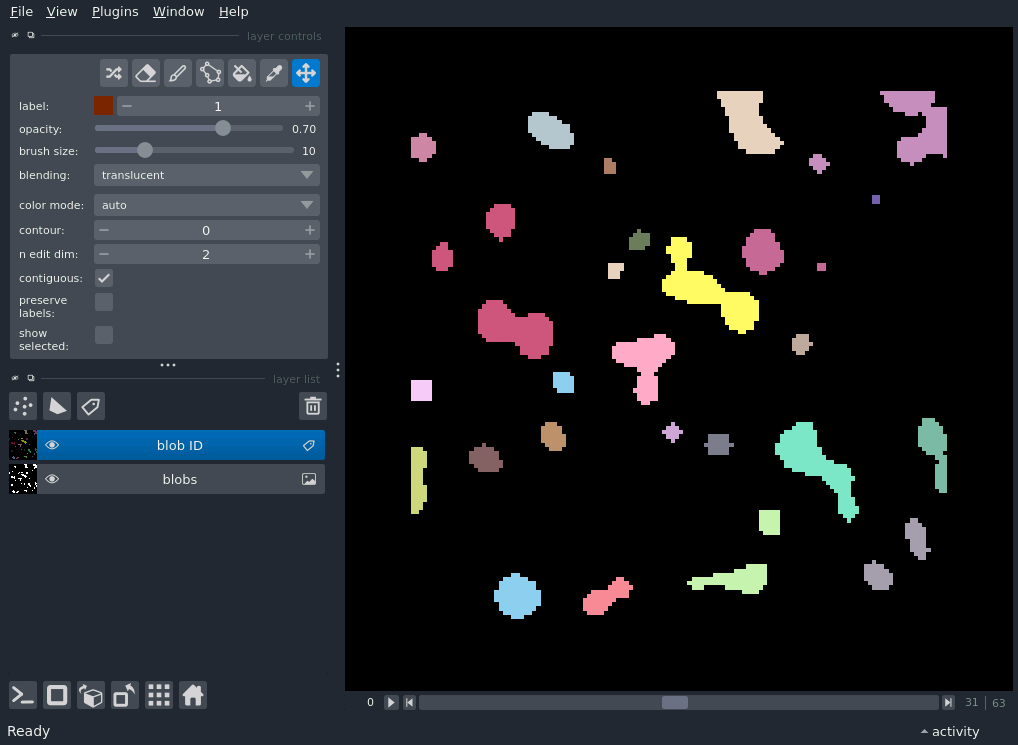 File View Plugins Window Help
layer controls
label: 1
opacity: 0.70
brush size: 10
blending: translucent
color mode: auto
contour: 0
n edit dim: 2
contiguous:
preserve
labels:
show
selected:
layer list
blob ID
blobs
0 31 63
Ready activity